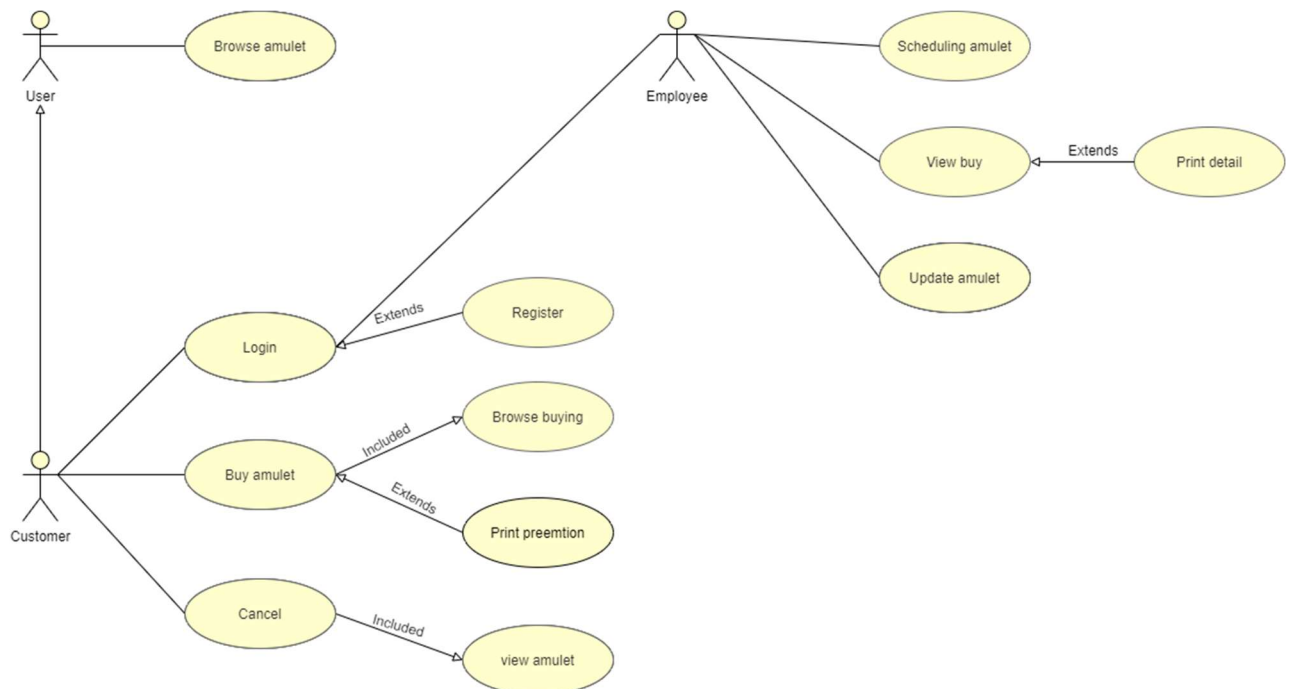 Browse amulet
Scheduling amulet
User
Employee
View buy
Extends
Print detail
Update amulet
Extends
Register
Login
Browse buying
Included
Buy amulet
Extends
Print preemtion
Customer
Cancel
Included
view amulet